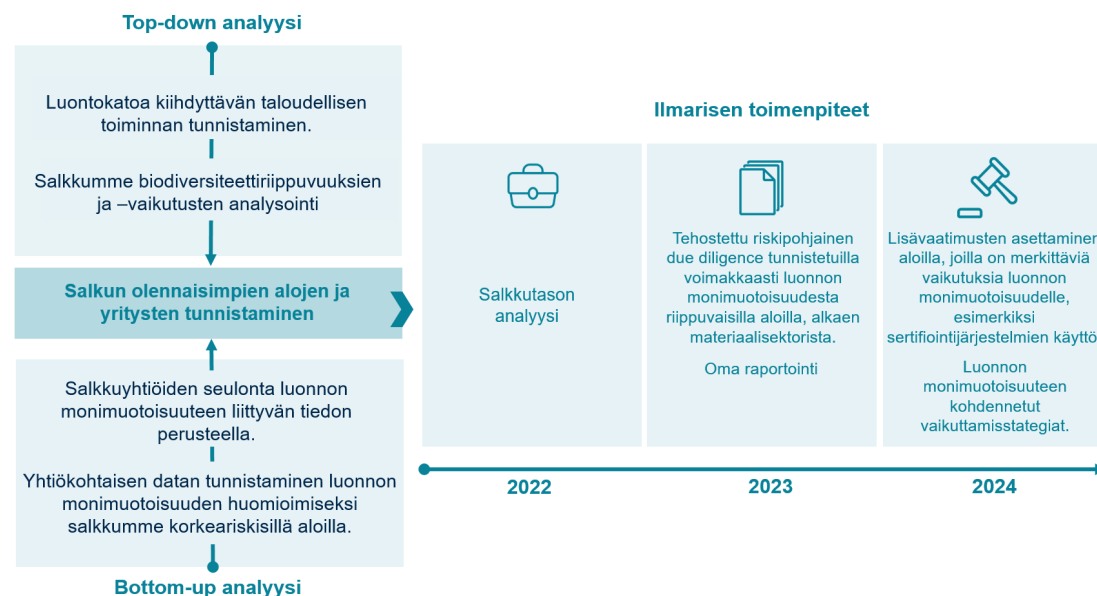 Top-down analyysi
Luontokatoa kiihdyttävän taloudellisen
toiminnan tunnistaminen.
Salkkumme biodiversiteettiriippuvuuksien
ja –vaikutusten analysointi
Salkun olennaisimpien alojen ja
yritysten tunnistaminen
Salkkuyhtiöiden seulonta luonnon
monimuotoisuuteen liittyvän tiedon
perusteella.
Yhtiökohtaisen datan tunnistaminen luonnon
monimuotoisuuden huomioimiseksi
salkkumme korkeariskisillä aloilla.
Bottom-up analyysi
Ilmarisen toimenpiteet
Salkkutason
analyysi
2022
Tehostettu riskipohjainen
due diligence tunnistetuilla
voimakkaasti luonnon
monimuotoisuudesta
riippuvaisilla aloilla, alkaen
materiaalisektorista.
Oma raportointi
2023
Lisävaatimusten asettaminen
aloilla, joilla on merkittäviä
vaikutuksia luonnon
monimuotoisuudelle,
esimerkiksi
sertifiointijärjestelmien käyttö
Luonnon
monimuotoisuuteen
kohdennetut
vaikuttamisstategiat.
2024